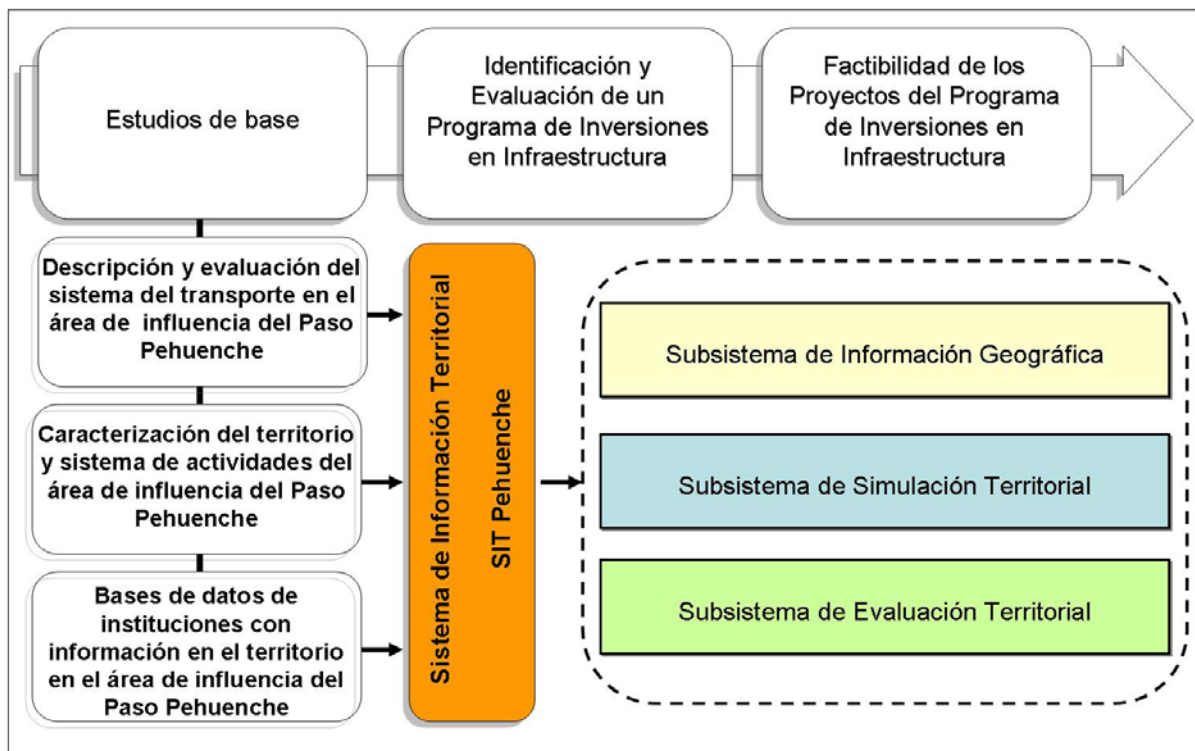 Estudios de base
Identificación y
Evaluación de un
Programa de Inversiones
en Infraestructura
Factibilidad de los
Proyectos del Programa
de Inversiones en
Infraestructura
Descripción y evaluación del
sistema del transporte en el
área de influencia del Paso
Pehuenche
Caracterización del territorio
y sistema de actividades del
área de influencia del Paso
Pehuenche
Bases de datos de
instituciones con
información en el territorio
en el área de influencia del
Paso Pehuenche
Sistema de Información Territorial
SIT Pehuenche
Subsistema de Información Geográfica
Subsistema de Simulación Territorial
Subsistema de Evaluación Territorial